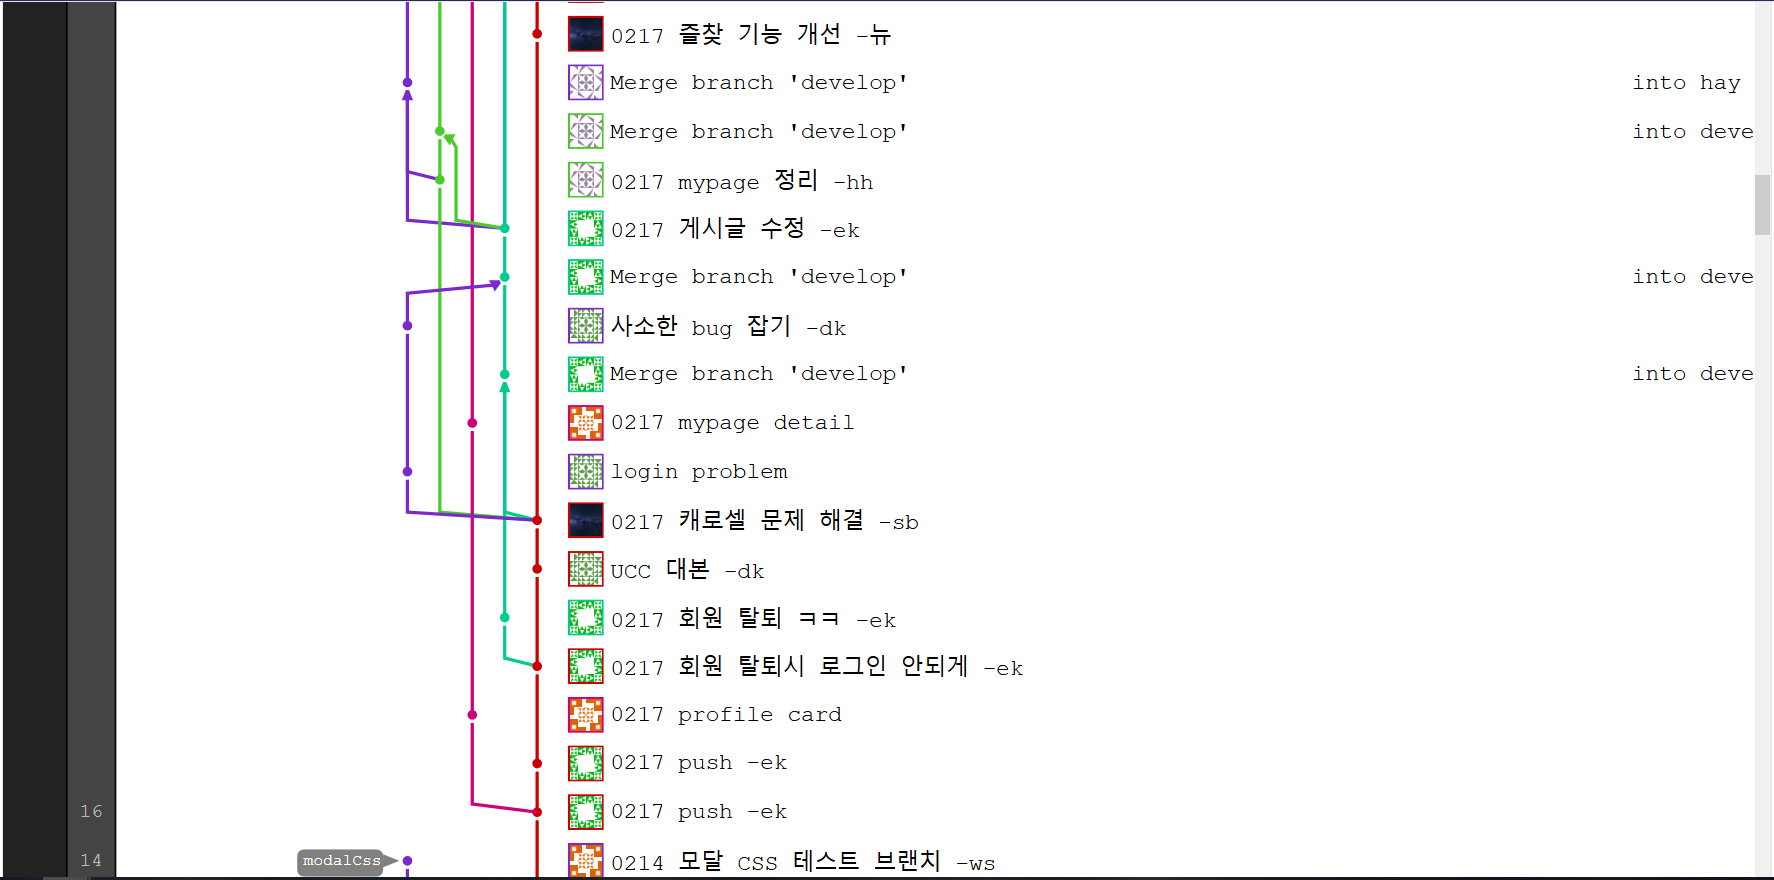 0217 즐찾 기능 개선 -뉴
Merge branch 'develop' into hay
Merge branch 'develop' into deve
0217 mypage 정리 -hh
0217 게시글 수정 -ek
Merge branch 'develop' into deve
사소한 bug 잡기 -dk
Merge branch 'develop' into deve
0217 mypage detail
login problem
0217 캐로셀 문제 해결 -sb
UCC 대본 -dk
0217 회원 탈퇴 ㅋㅋ -ek
0217 회원 탈퇴시 로그인 안되게 -ek
0217 profile card
0217 push -ek
16 0217 push -ek
14 modalCss 0214 모달 CSS 테스트 브랜치 -ws